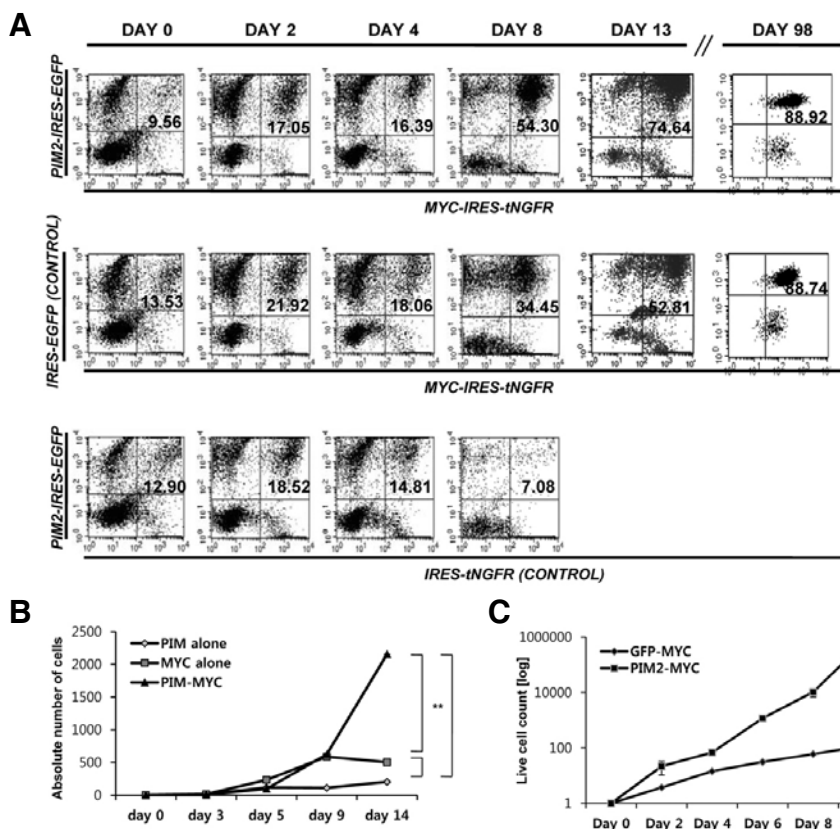 A
DAY 0 DAY 2 DAY 4 DAY 8 DAY 13 // DAY 98
PIM2-IRES-EGFP
9.56 17.05 16.39 54.30 74.64 88.92
MYC-IRES-tNGFR
IRES-EGFP (CONTROL)
13.53 21.92 18.06 34.45 52.81 88.74
MYC-IRES-tNGFR
PIM2-IRES-EGFP
12.90 18.52 14.81 7.08
IRES-tNGFR (CONTROL)
B
Absolute number of cells
2500
2000
1500
1000
500
0
PIM alone
MYC alone
PIM-MYC
**
day 0 day 3 day 5 day 9 day 14
C
Live cell count [log]
1000000
10000
100
1
GFP-MYC
PIM2-MYC
Day 0 Day 2 Day 4 Day 6 Day 8